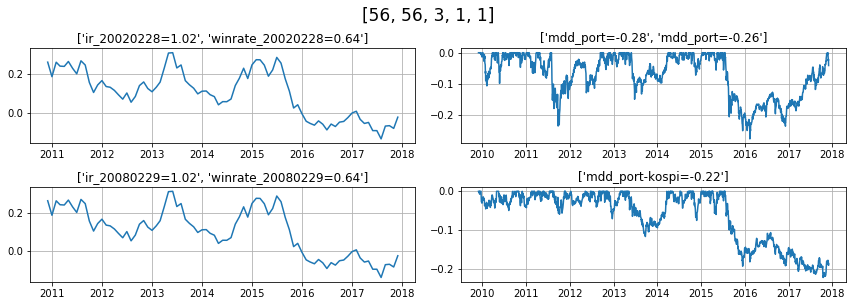 [56, 56, 3, 1, 1]
['ir_20020228=1.02', 'winrate_20020228=0.64']
0.2
0.0
2011 2012 2013 2014 2015 2016 2017 2018
['mdd_port=-0.28', 'mdd_port=-0.26']
0.0
−0.1
−0.2
2010 2011 2012 2013 2014 2015 2016 2017 2018
['ir_20080229=1.02', 'winrate_20080229=0.64']
0.2
0.0
2011 2012 2013 2014 2015 2016 2017 2018
['mdd_port-kospi=-0.22']
0.0
−0.1
−0.2
2010 2011 2012 2013 2014 2015 2016 2017 2018